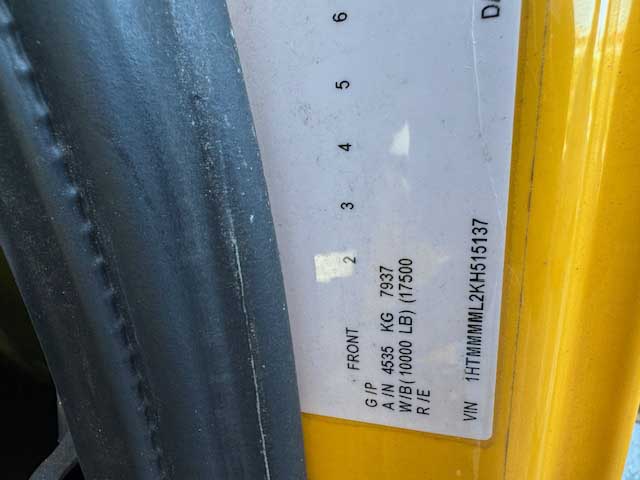 FRONT 2 3 4 5 6
G/P
A/N 4535 KG 7937
W/B(10000 LB)(17500
R/E
VIN 1HTMMMML2KH515137